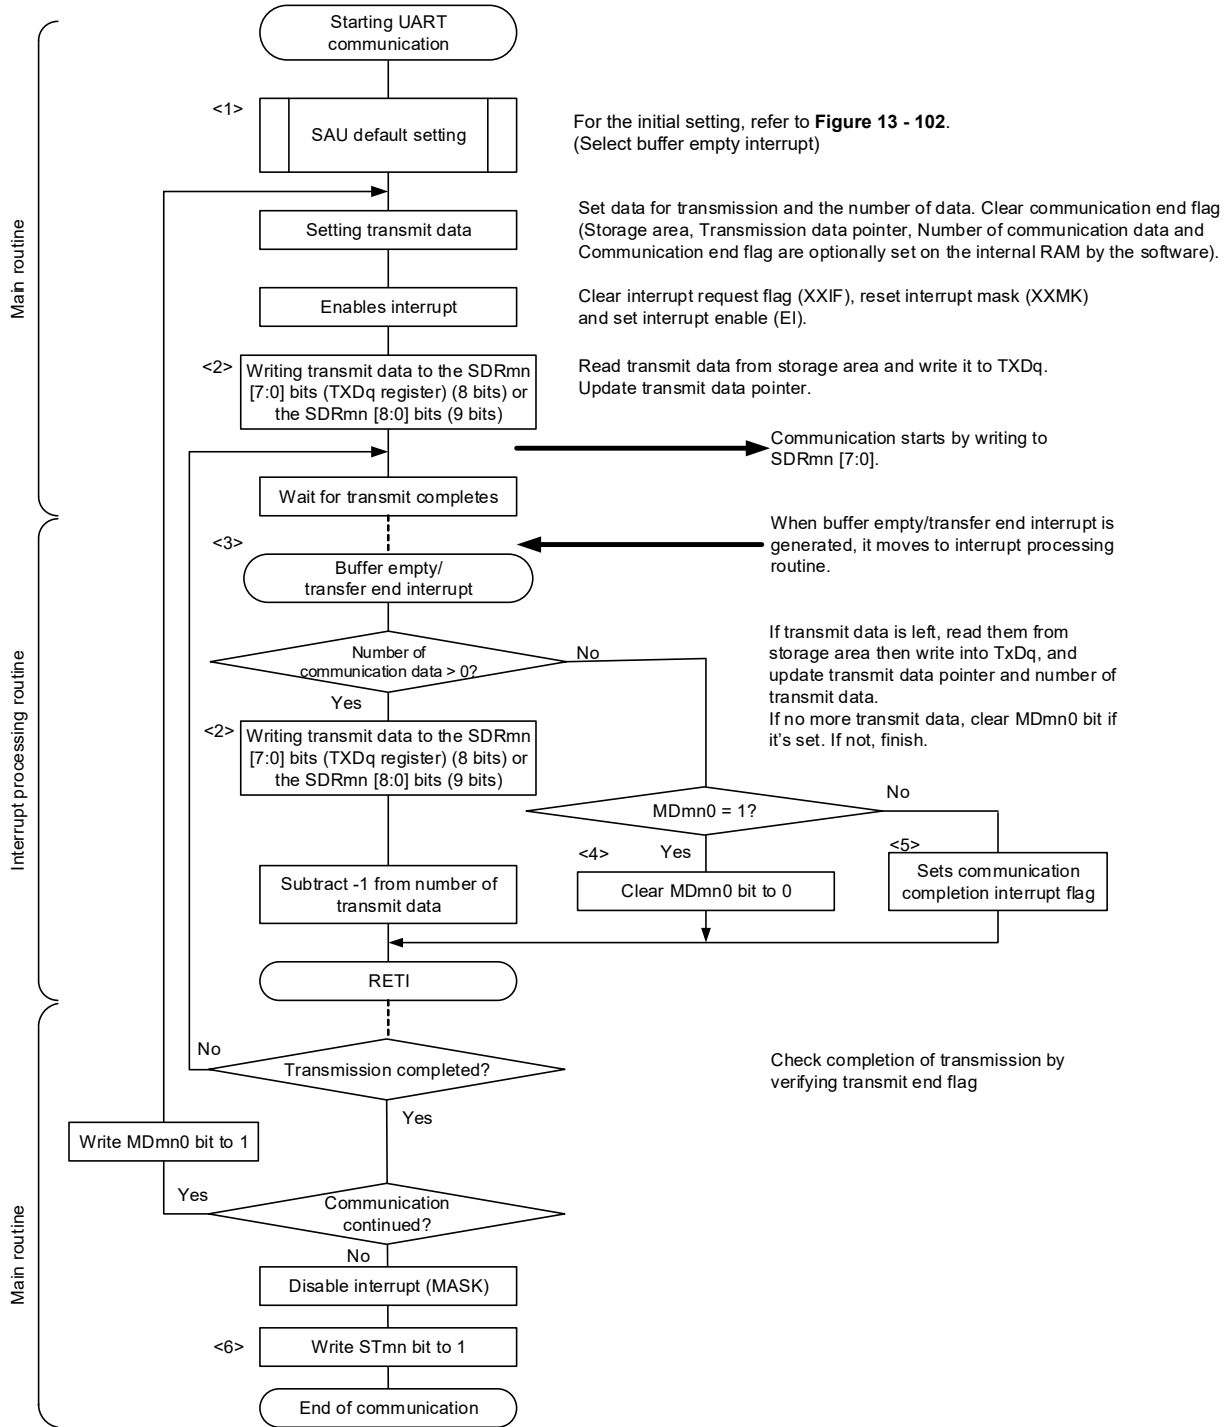 Starting UART
communication
<1>
SAU default setting
For the initial setting, refer to Figure 13 - 102.
(Select buffer empty interrupt)
Main routine
Setting transmit data
Set data for transmission and the number of data. Clear communication end flag
(Storage area, Transmission data pointer, Number of communication data and
Communication end flag are optionally set on the internal RAM by the software).
Enables interrupt
Clear interrupt request flag (XXIF), reset interrupt mask (XXMK)
and set interrupt enable (EI).
<2>
Writing transmit data to the SDRmn
[7:0] bits (TXDq register) (8 bits) or
the SDRmn [8:0] bits (9 bits)
Read transmit data from storage area and write it to TXDq.
Update transmit data pointer.
Communication starts by writing to
SDRmn [7:0].
Wait for transmit completes
<3>
When buffer empty/transfer end interrupt is
generated, it moves to interrupt processing
routine.
Buffer empty/
transfer end interrupt
Interrupt processing routine
Number of
communication data > 0?
No
Yes
If transmit data is left, read them from
storage area then write into TxDq, and
update transmit data pointer and number of
transmit data.
If no more transmit data, clear MDmn0 bit if
it's set. If not, finish.
<2>
Writing transmit data to the SDRmn
[7:0] bits (TXDq register) (8 bits) or
the SDRmn [8:0] bits (9 bits)
MDmn0 = 1?
No
<4>
Yes
<5>
Subtract -1 from number of
transmit data
Clear MDmn0 bit to 0
Sets communication
completion interrupt flag
RETI
Main routine
No
Transmission completed?
Check completion of transmission by
verifying transmit end flag
Yes
Write MDmn0 bit to 1
Yes
Communication
continued?
No
Disable interrupt (MASK)
<6>
Write STmn bit to 1
End of communication